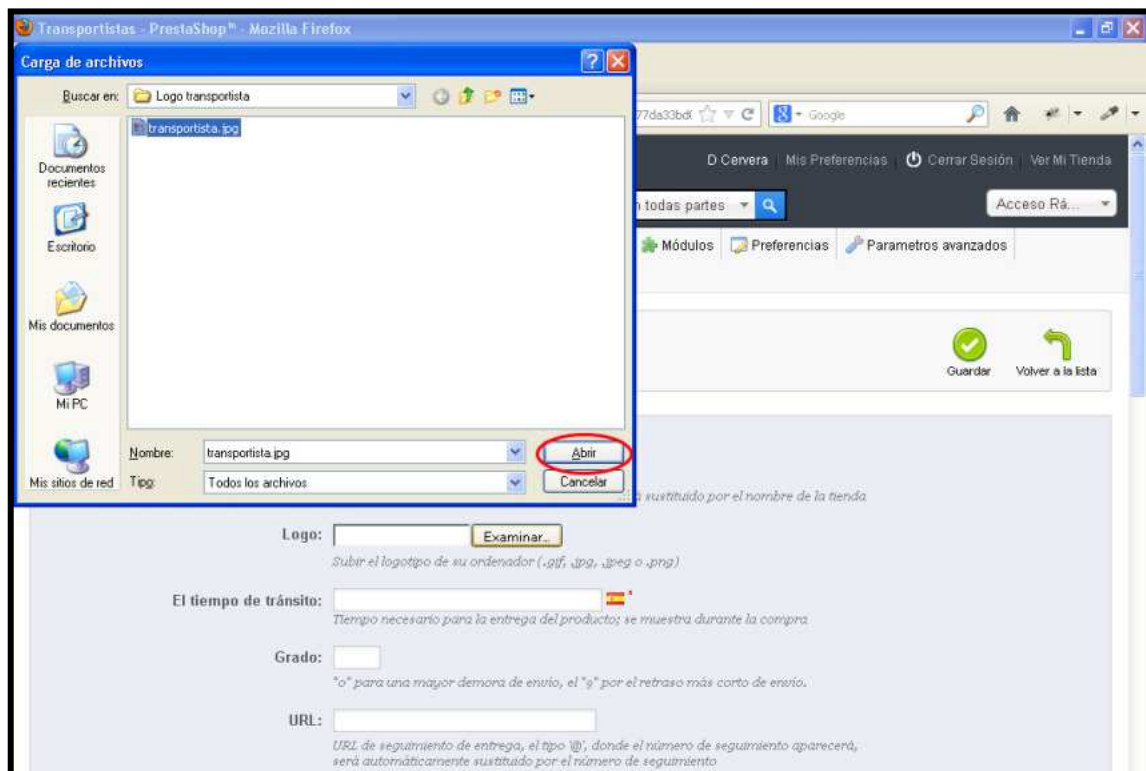 Transportistas - PrestaShop™ - Mozilla Firefox
Carga de archivos
Buscar en: Logo transportista
transportista.jpg
Documentos
recientes
Escritorio
Mis documentos
Mi PC
Mis sitios de red
Nombre: transportista.jpg Abrir
Tipo: Todos los archivos Cancelar
77da33bdf Google
D Cervera Mis Preferencias Cerrar Sesión Ver Mi Tienda
todas partes Acceso Rá...
Módulos Preferencias Parametros avanzados
Guardar Volver a la lista
sustituido por el nombre de la tienda
Logo: Examinar...
Subir el logotipo de su ordenador (.gif, .jpg, .jpeg o .png)
El tiempo de tránsito: *
Tiempo necesario para la entrega del producto; se muestra durante la compra
Grado:
"0" para una mayor demora de envío, el "9" por el retraso más corto de envío.
URL:
URL de seguimiento de entrega, el tipo '@', donde el número de seguimiento aparecerá,
será automáticamente sustituido por el número de seguimiento